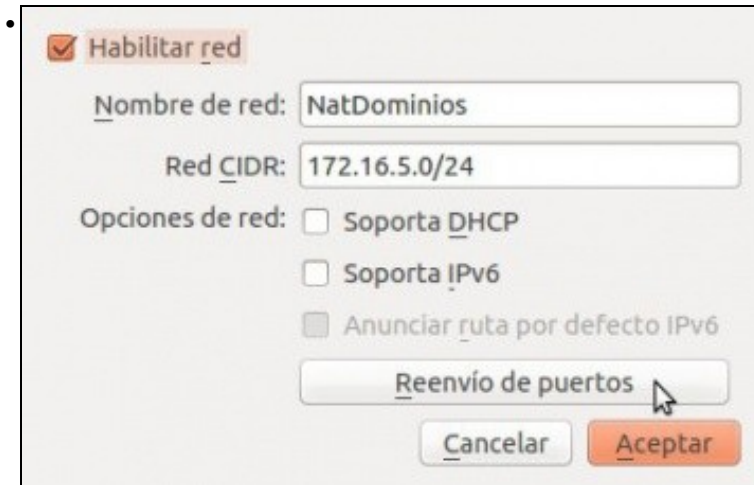 Habilitar red
Nombre de red: NatDominios
Red CIDR: 172.16.5.0/24
Opciones de red: Soporta DHCP
Soporta IPv6
Anunciar ruta por defecto IPv6
Reenvío de puertos
Cancelar Aceptar